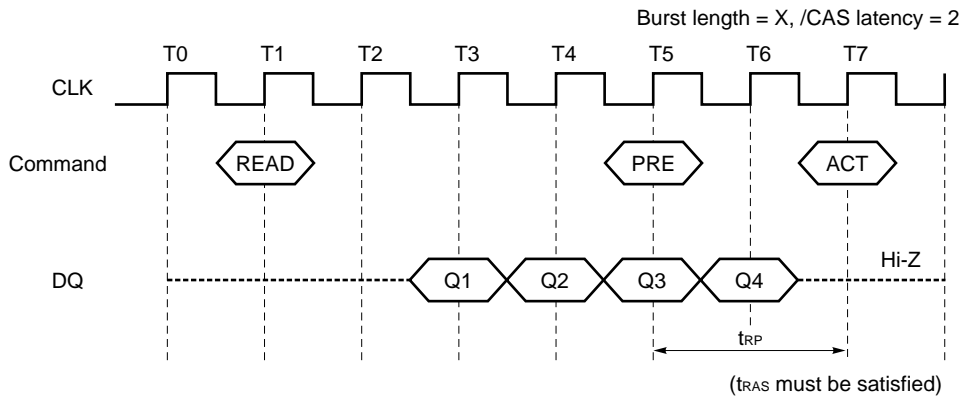 Burst length = X, /CAS latency = 2
T0 T1 T2 T3 T4 T5 T6 T7
CLK
Command READ PRE ACT
Hi-Z
DQ Q1 Q2 Q3 Q4
tRP
(tRAS must be satisfied)